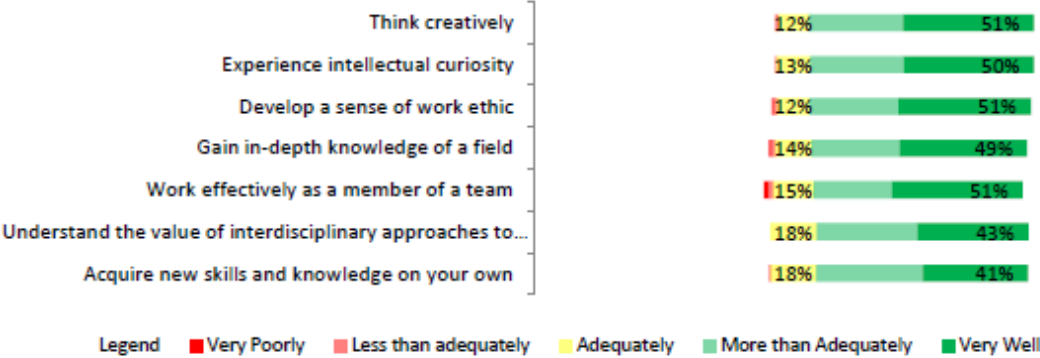 Think creatively 12% 51%
Experience intellectual curiosity 13% 50%
Develop a sense of work ethic 12% 51%
Gain in-depth knowledge of a field 14% 49%
Work effectively as a member of a team 15% 51%
Understand the value of interdisciplinary approaches to... 18% 43%
Acquire new skills and knowledge on your own 18% 41%
Legend Very Poorly Less than adequately Adequately More than Adequately Very Well